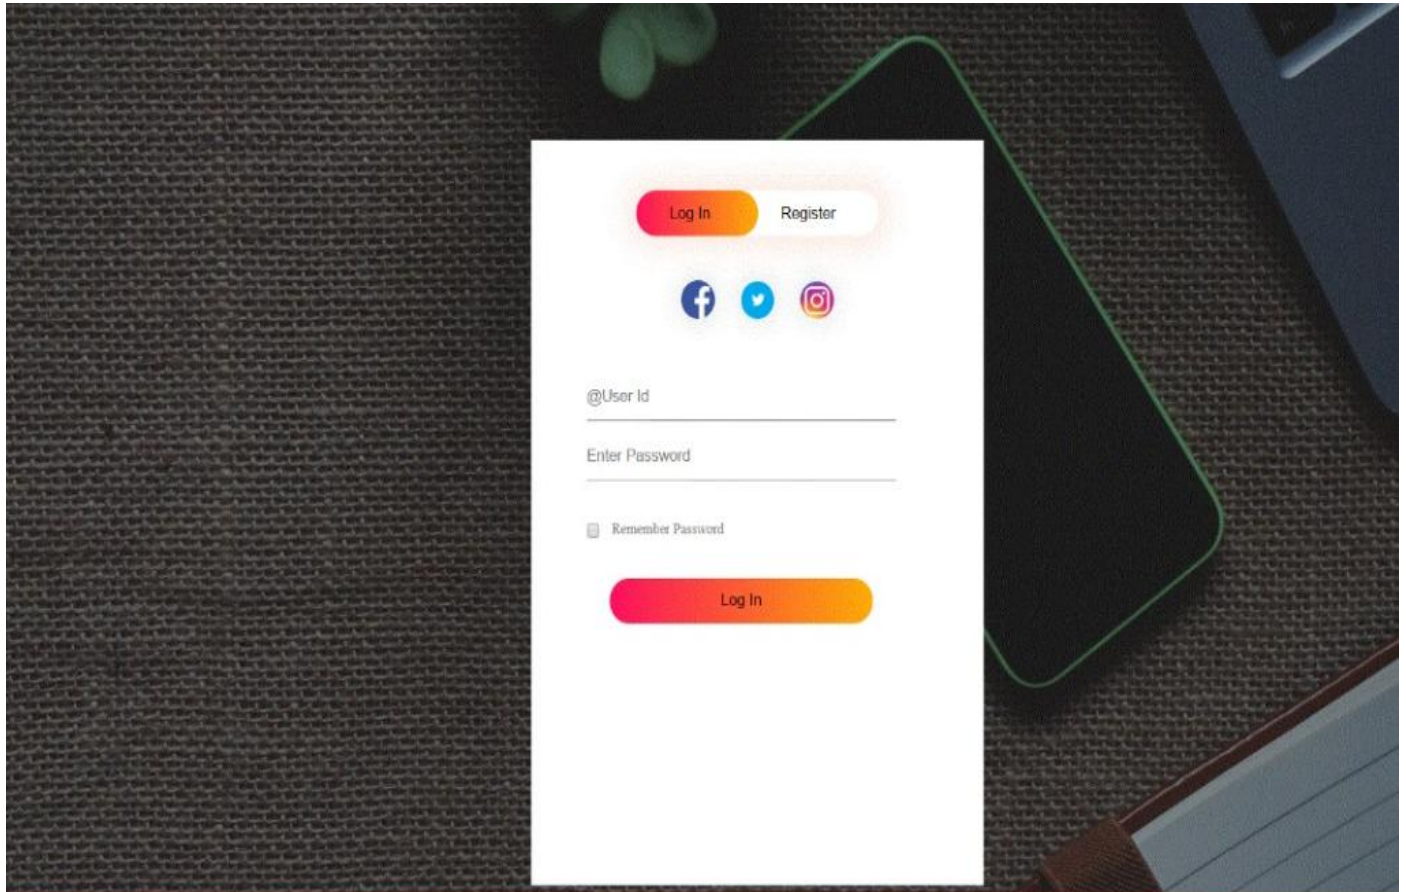 Log In Register
@User Id
Enter Password
Remember Password
Log In